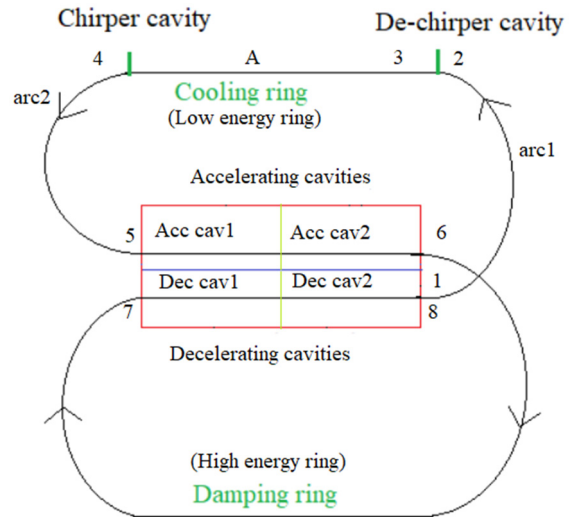 Chirper cavity
De-chirper cavity
4
A
3
2
Cooling ring
(Low energy ring)
arc2
arc1
Accelerating cavities
5
Acc cav1
Acc cav2
6
Dec cav1
Dec cav2
1
7
8
Decelerating cavities
(High energy ring)
Damping ring